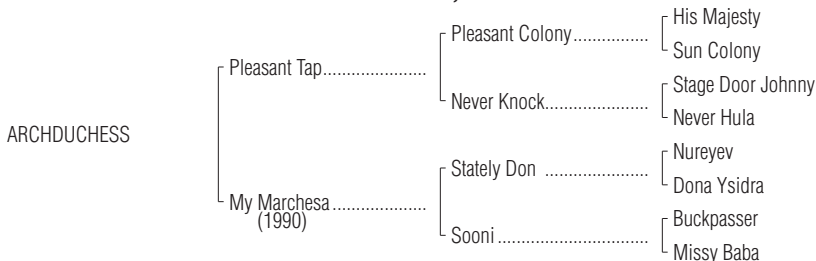 His Majesty
Pleasant Colony................
Sun Colony
Pleasant Tap......................
Stage Door Johnny
Never Knock.....................
Never Hula
ARCHDUCHESS
Nureyev
Stately Don .....................
Dona Ysidra
My Marchesa....................
(1990)
Buckpasser
Sooni ..............................
Missy Baba